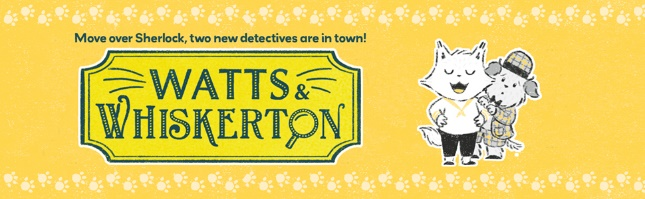 Move over Sherlock, two new detectives are in town!
WATTS &
WHISKERTON